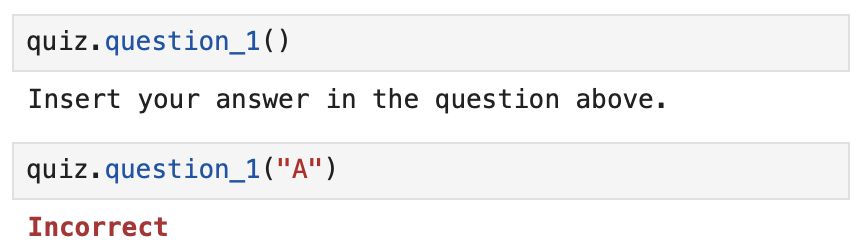 quiz.question_1()
Insert your answer in the question above.
quiz.question_1("A")
Incorrect